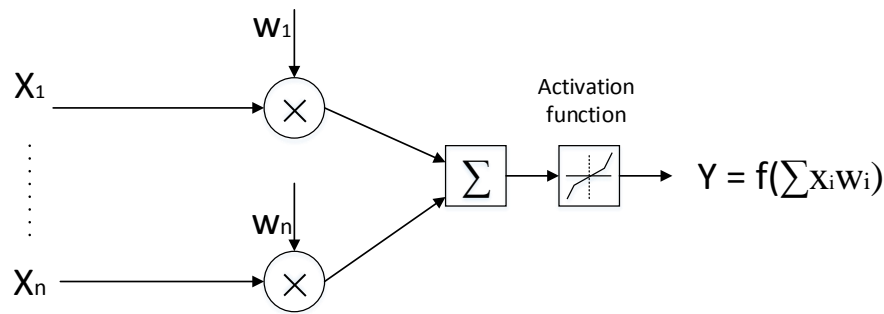 w₁
X₁
×
Activation
function
∑
Y = f(∑xᵢwᵢ)
wₙ
Xₙ
×